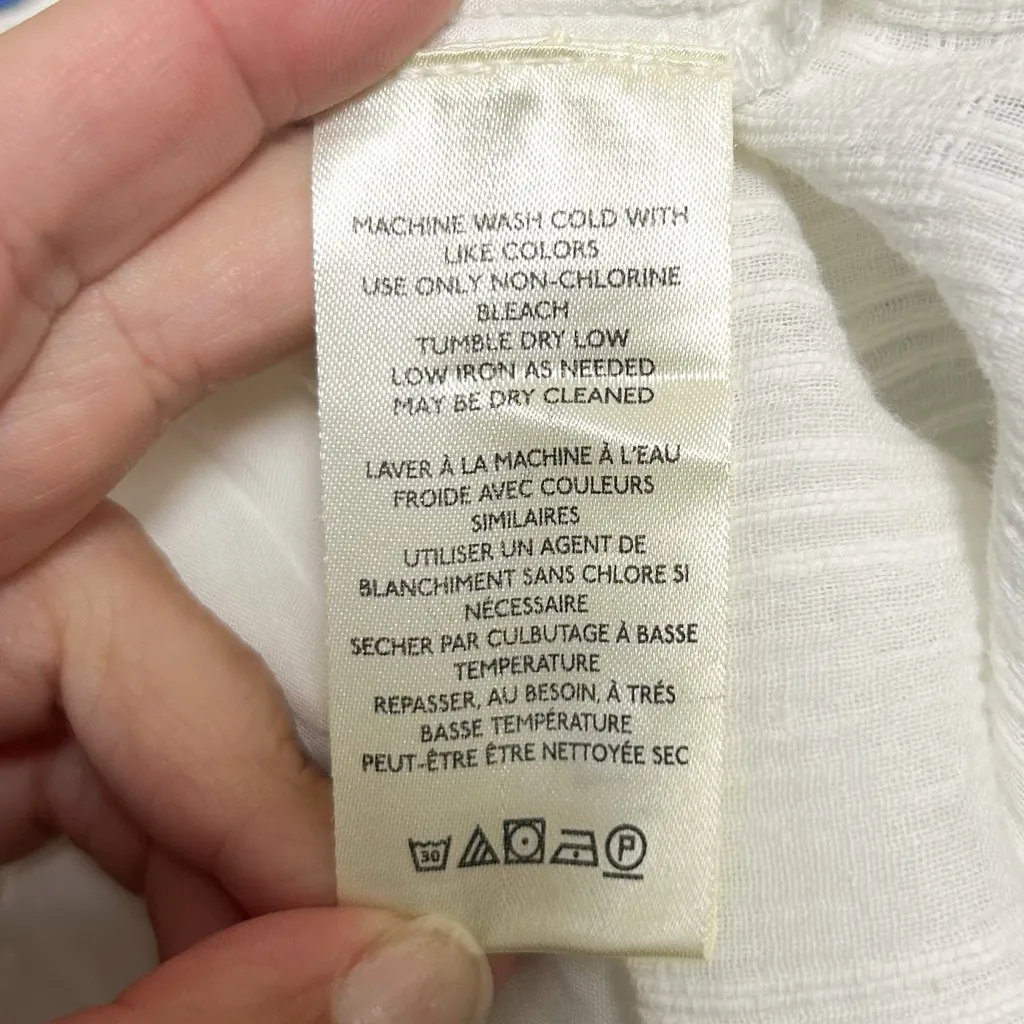 MACHINE WASH COLD WITH
LIKE COLORS
USE ONLY NON-CHLORINE
BLEACH
TUMBLE DRY LOW
LOW IRON AS NEEDED
MAY BE DRY CLEANED
LAVER À LA MACHINE À L'EAU
FROIDE AVEC COULEURS
SIMILAIRES
UTILISER UN AGENT DE
BLANCHIMENT SANS CHLORE SI
NÉCESSAIRE
SECHER PAR CULBUTAGE À BASSE
TEMPERATURE
REPASSER, AU BESOIN, À TRÉS
BASSE TEMPÉRATURE
PEUT-ÊTRE ÊTRE NETTOYÉE SEC
30 P